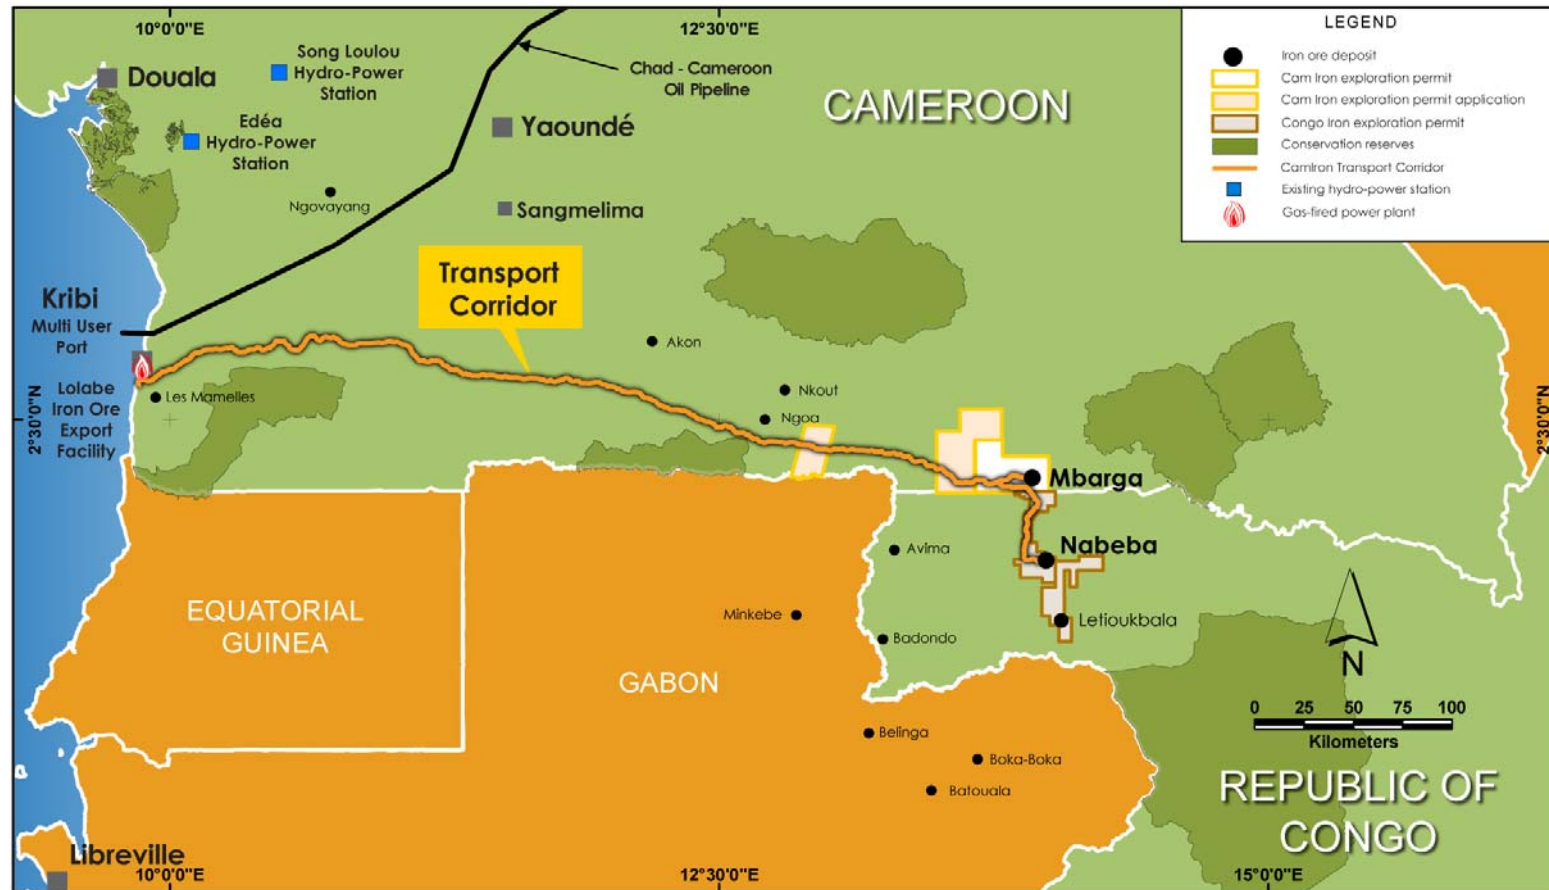 10°0'0"E
12°30'0"E
LEGEND
Iron ore deposit
Cam Iron exploration permit
Cam Iron exploration permit application
Congo Iron exploration permit
Conservation reserves
CamIron Transport Corridor
Existing hydro-power station
Gas-fired power plant
Song Loulou
Hydro-Power
Station
Douala
Chad - Cameroon
Oil Pipeline
CAMEROON
Edéa
Hydro-Power
Station
Yaoundé
Ngovayang
Sangmelima
Transport
Corridor
Kribi
Multi User
Port
Akon
Lolabe
Iron Ore
Export
Facility
Les Mamelles
Nkout
Ngoa
2°30'0"N
2°30'0"N
Mbarga
Nabeba
Avima
EQUATORIAL
GUINEA
Minkebe
Letioukbala
Badondo
N
GABON
0 25 50 75 100
Kilometers
Belinga
Boka-Boka
Batouala
REPUBLIC OF
CONGO
Libreville
10°0'0"E
12°30'0"E
15°0'0"E